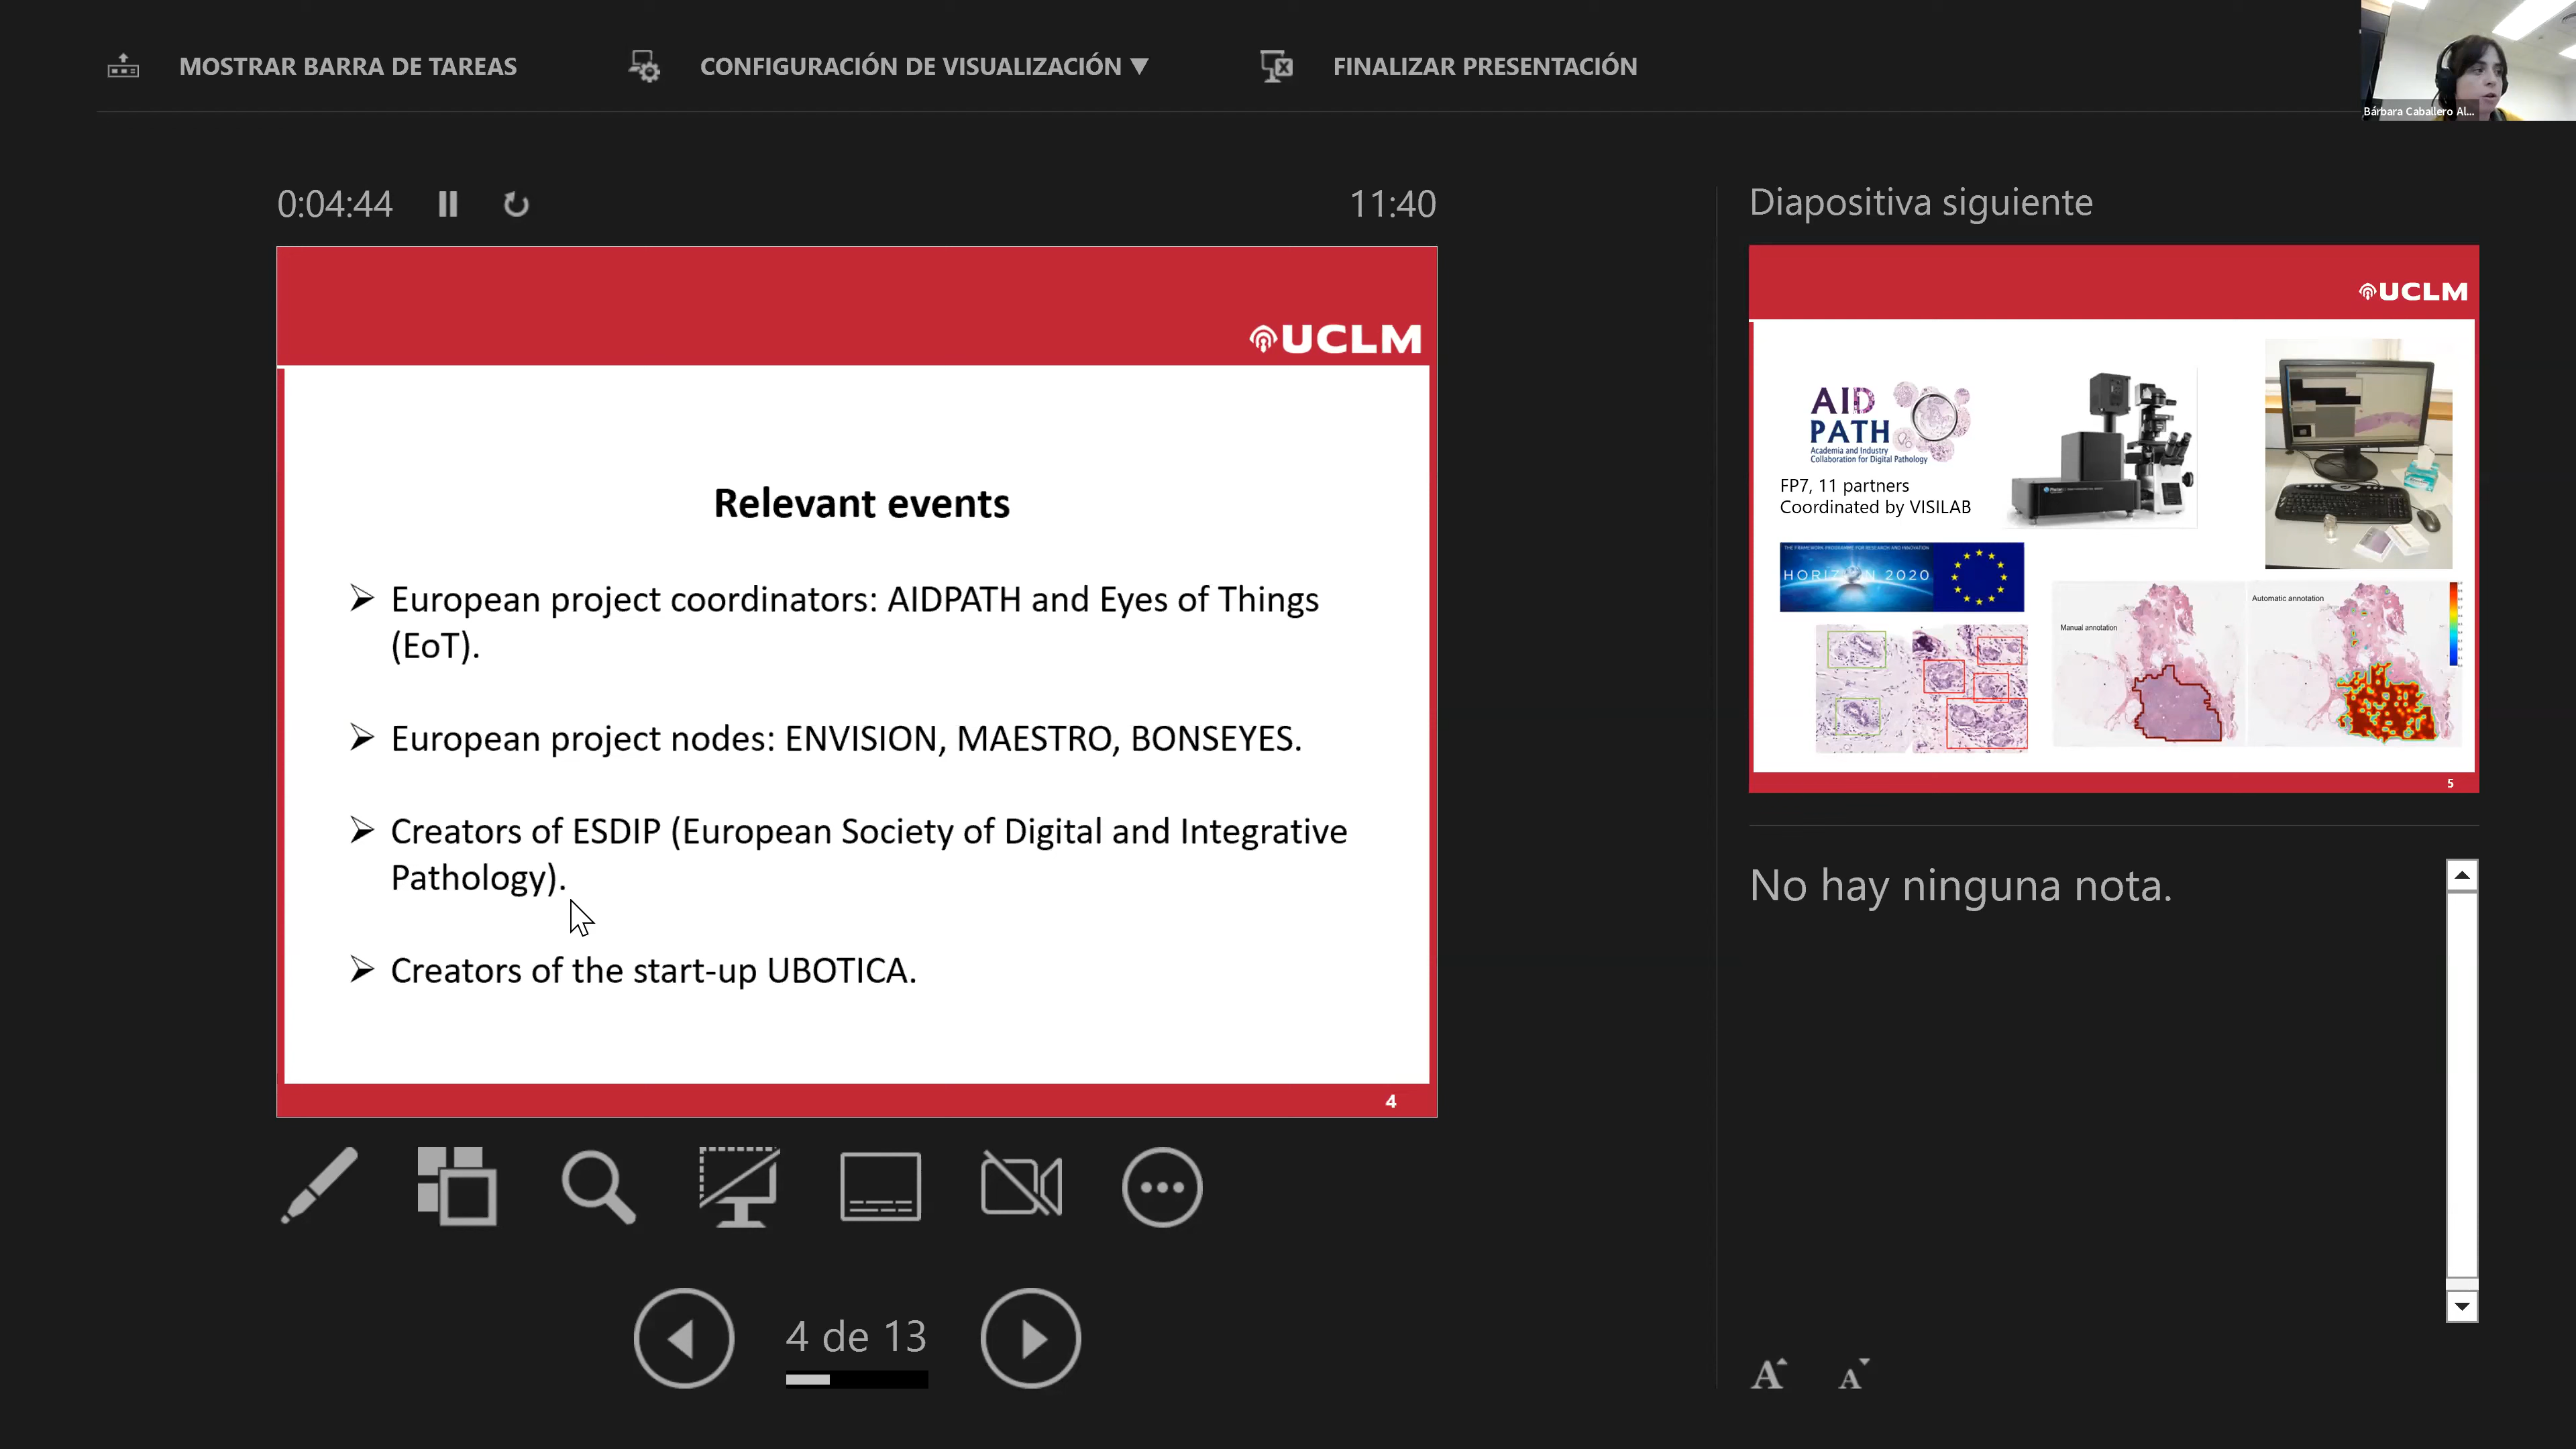 MOSTRAR BARRA DE TAREAS
CONFIGURACIÓN DE VISUALIZACIÓN ▼
FINALIZAR PRESENTACIÓN
Bárbara Caballero Al...
0:04:44
11:40
UCLM
Relevant events
➢ European project coordinators: AIDPATH and Eyes of Things
(EoT).
➢ European project nodes: ENVISION, MAESTRO, BONSEYES.
➢ Creators of ESDIP (European Society of Digital and Integrative
Pathology).
➢ Creators of the start-up UBOTICA.
4
4 de 13
Diapositiva siguiente
UCLM
AID
PATH
Academia and Industry
Collaboration for Digital Pathology
FP7, 11 partners
Coordinated by VISILAB
THE FRAMEWORK PROGRAMME FOR RESEARCH AND INNOVATION
HORIZON 2020
Manual annotation
Automatic annotation
5
No hay ninguna nota.
A
A